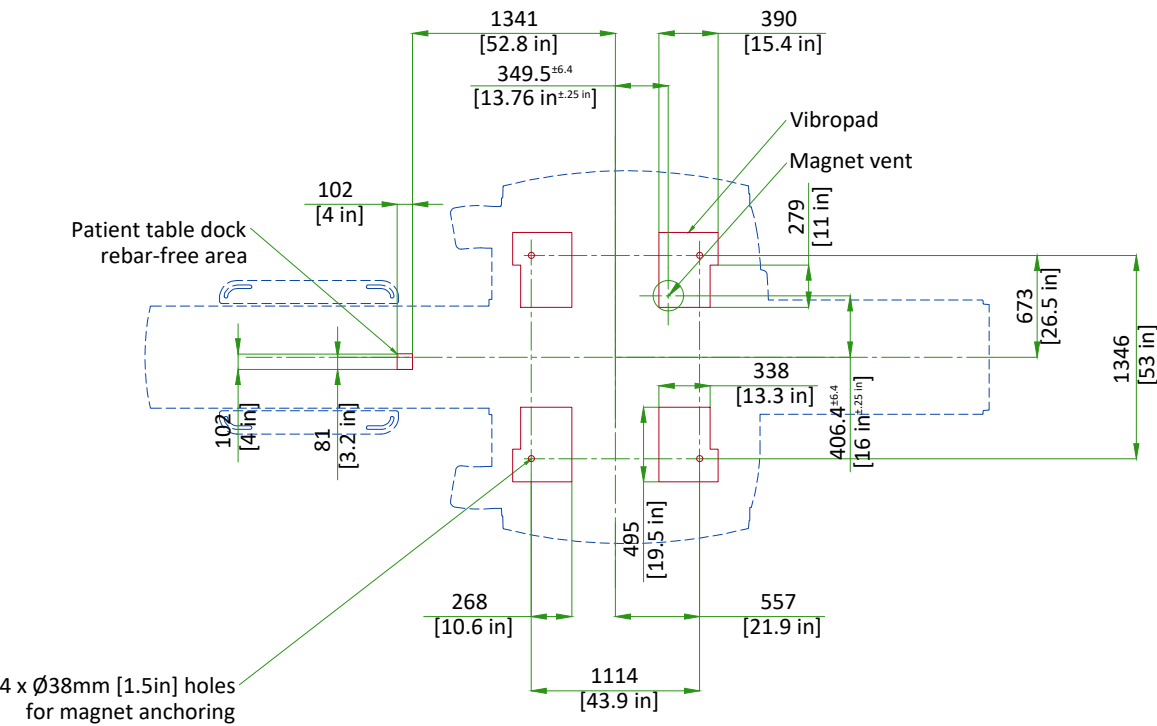 1341
[52.8 in]
390
[15.4 in]
349.5±6.4
[13.76 in±.25 in]
Vibropad
Magnet vent
102
[4 in]
279
[11 in]
Patient table dock
rebar-free area
673
[26.5 in]
1346
[53 in]
338
[13.3 in]
406.4±6.4
[16 in±.25 in]
102
[4 in]
81
[3.2 in]
495
[19.5 in]
268
[10.6 in]
557
[21.9 in]
4 x Ø38mm [1.5in] holes
for magnet anchoring
1114
[43.9 in]